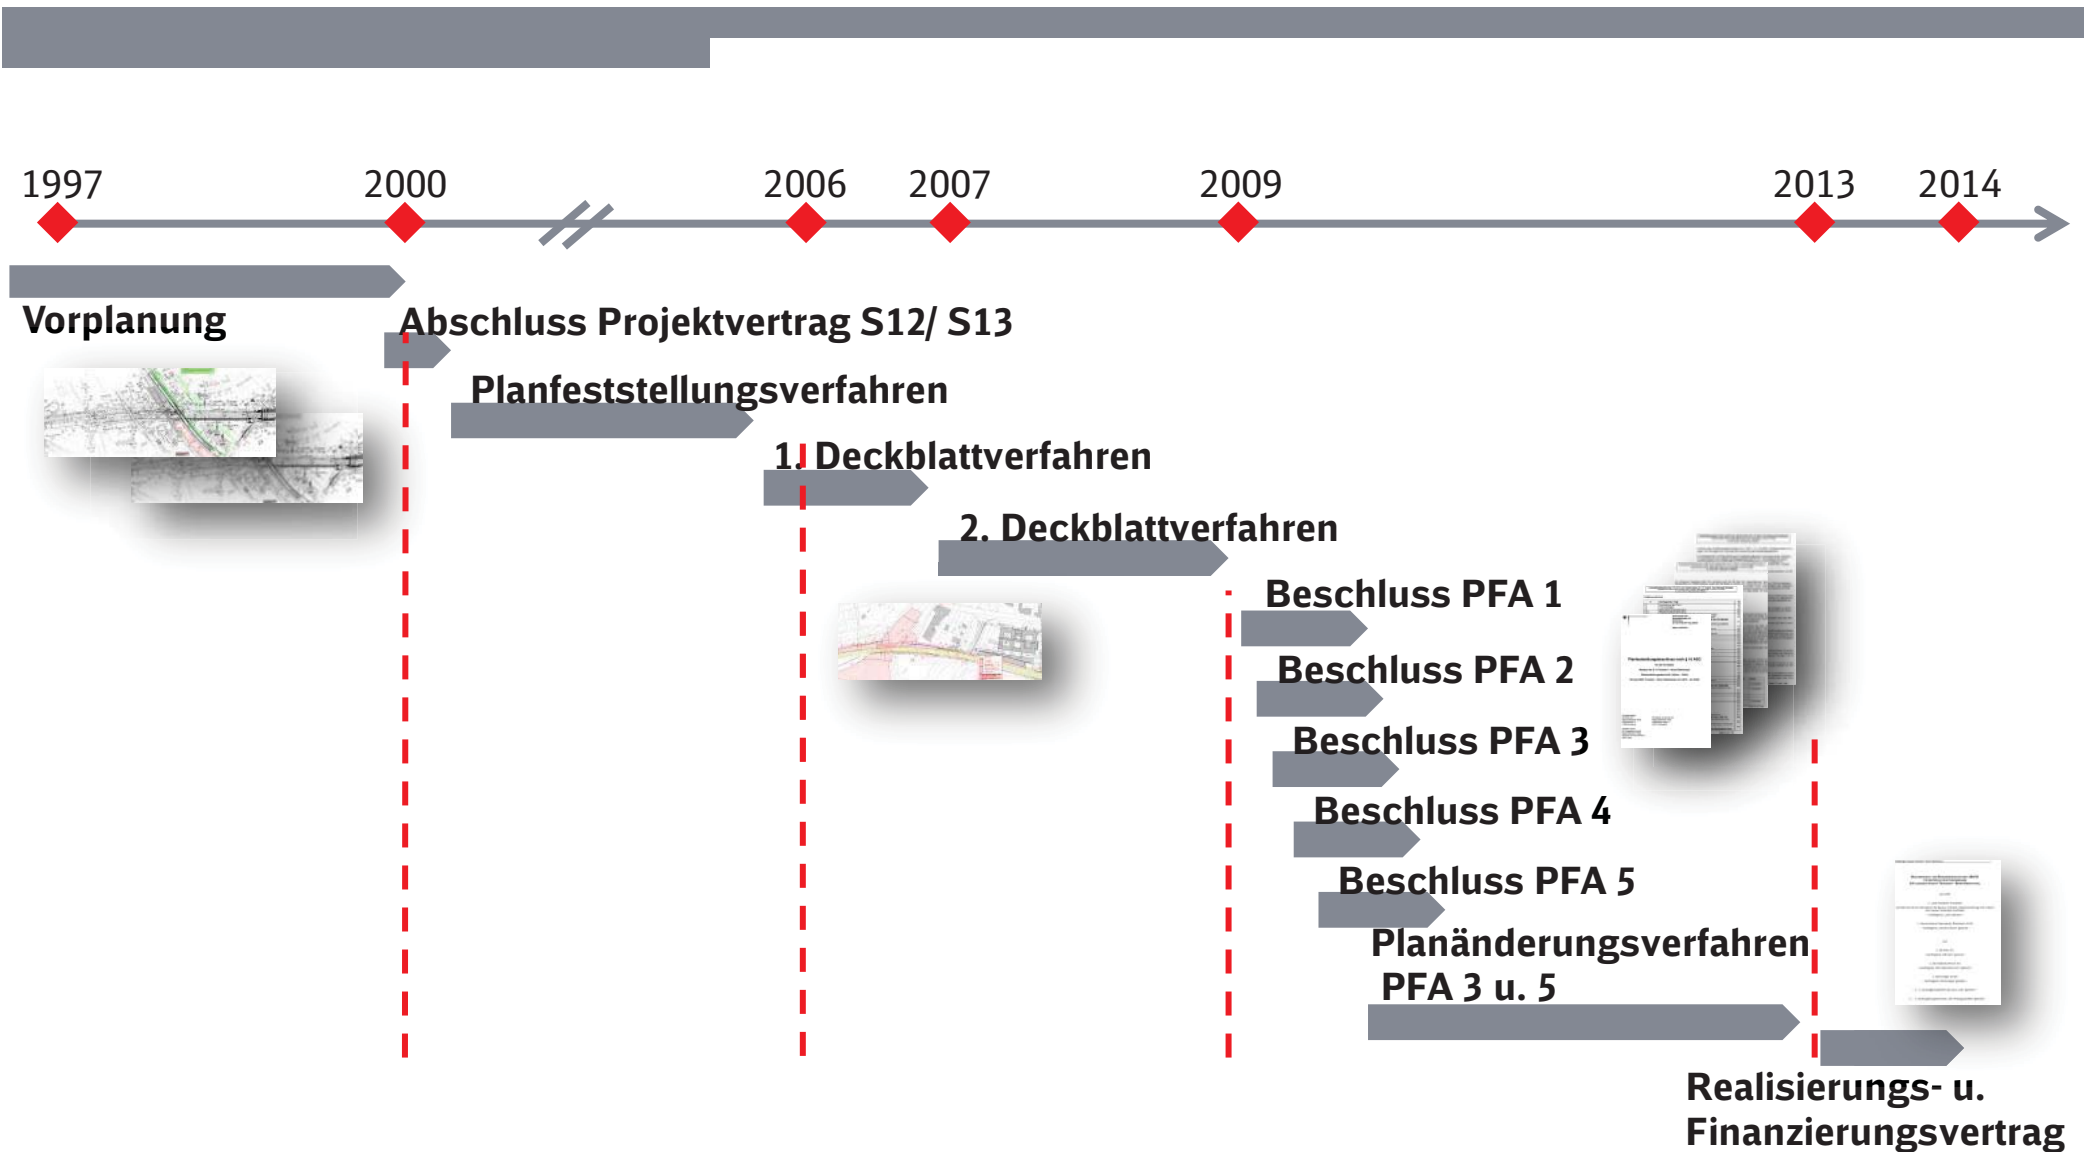 1997 2000 2006 2007 2009 2013 2014
Vorplanung
Abschluss Projektvertrag S12/ S13
Planfeststellungsverfahren
1. Deckblattverfahren
2. Deckblattverfahren
Beschluss PFA 1
Beschluss PFA 2
Beschluss PFA 3
Beschluss PFA 4
Beschluss PFA 5
Planänderungsverfahren
PFA 3 u. 5
Realisierungs- u.
Finanzierungsvertrag